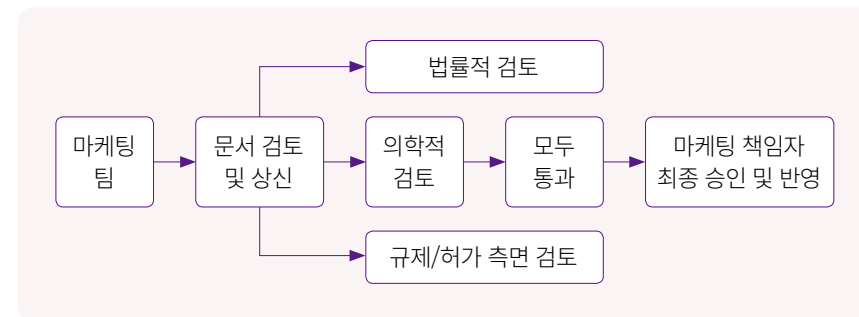 법률적 검토
마케팅
팀
문서 검토
및 상신
의학적
검토
모두
통과
마케팅 책임자
최종 승인 및 반영
규제/허가 측면 검토